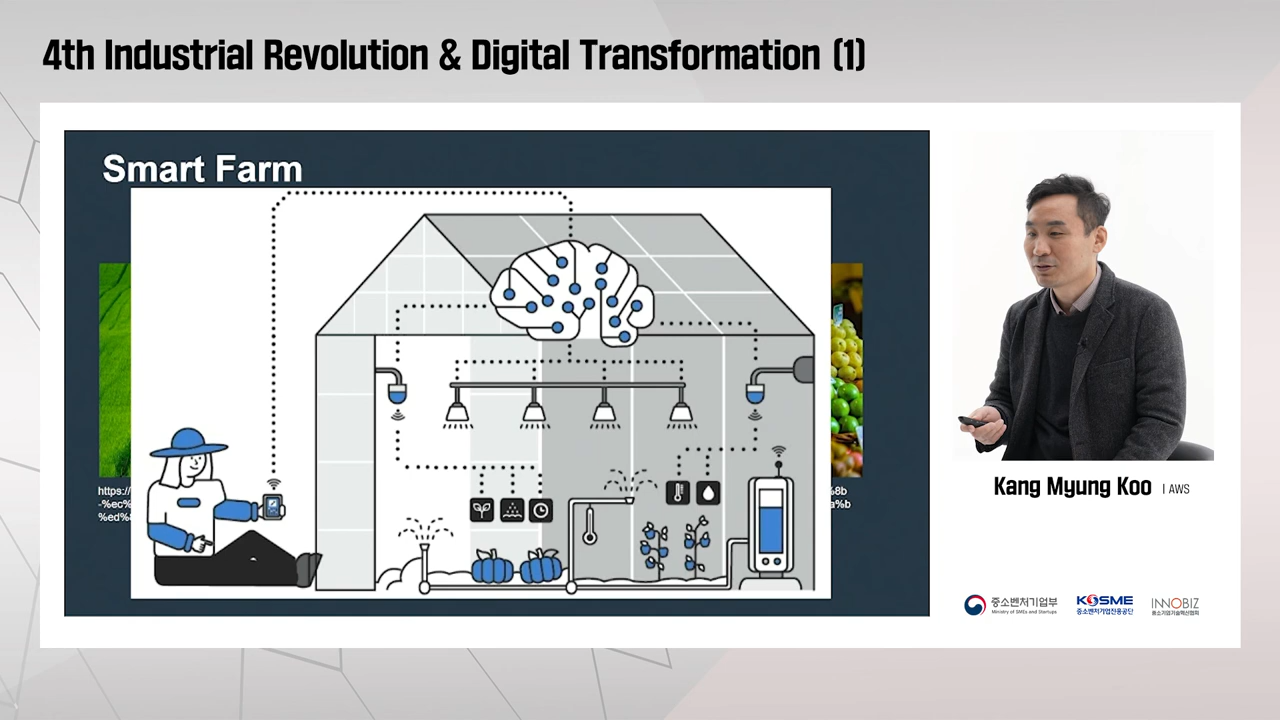 4th Industrial Revolution & Digital Transformation (1)
Smart Farm
https://
-%ec%
%ed%
%8b
a%b
Kang Myung Koo | AWS
중소벤처기업부
Ministry of SMEs and Startups
KOSME
중소벤처기업진흥공단
INNOBIZ
중소기업기술혁신협회